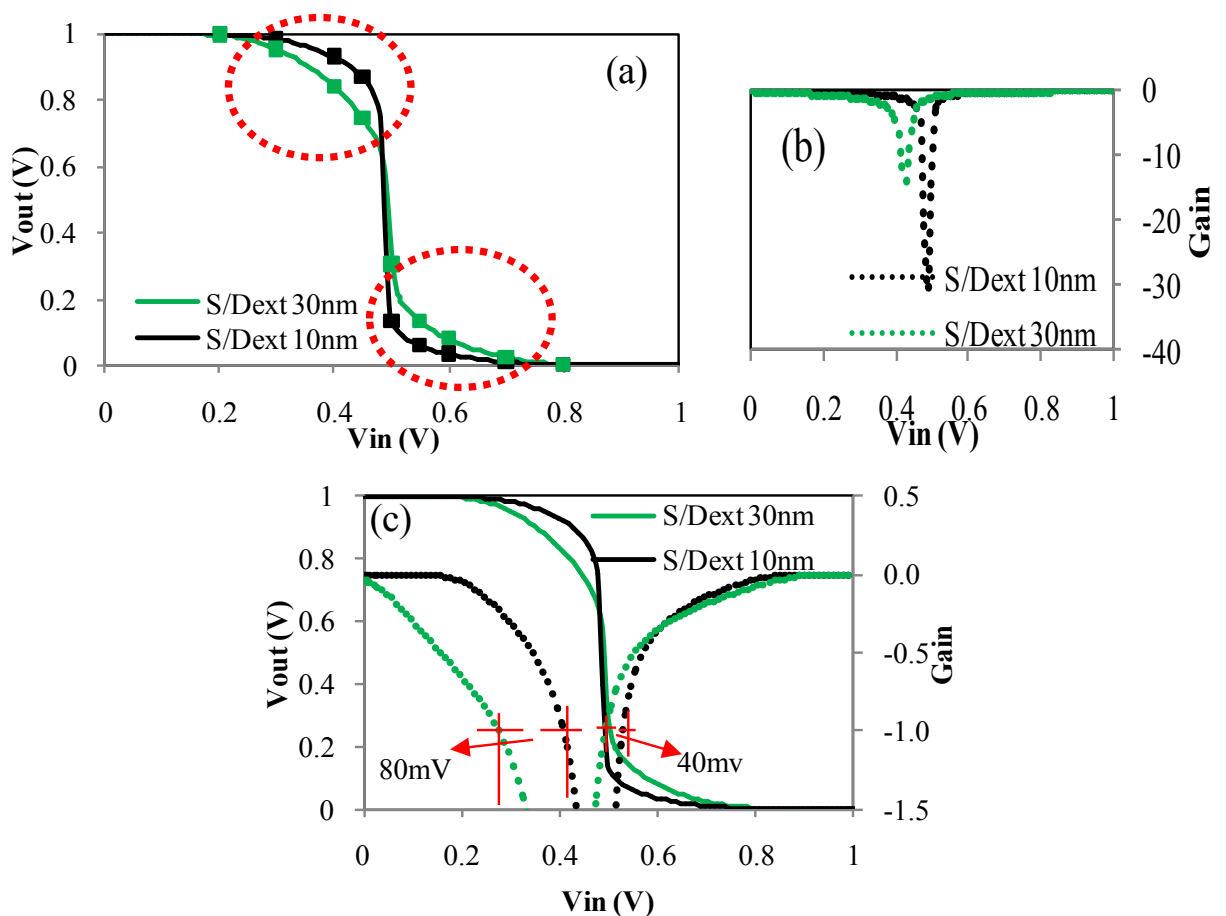 (a)
1
0.8
0.6
0.4
0.2
0
Vout (V)
S/Dext 30nm
S/Dext 10nm
0 0.2 0.4 0.6 0.8 1
Vin (V)
(b)
0
-10
-20
-30
-40
Gain
S/Dext 10nm
S/Dext 30nm
0 0.2 0.4 0.6 0.8 1
Vin (V)
(c)
1
0.8
0.6
0.4
0.2
0
Vout (V)
S/Dext 30nm
S/Dext 10nm
0.5
0.0
-0.5
-1.0
-1.5
Gain
80mV
40mv
0 0.2 0.4 0.6 0.8 1
Vin (V)